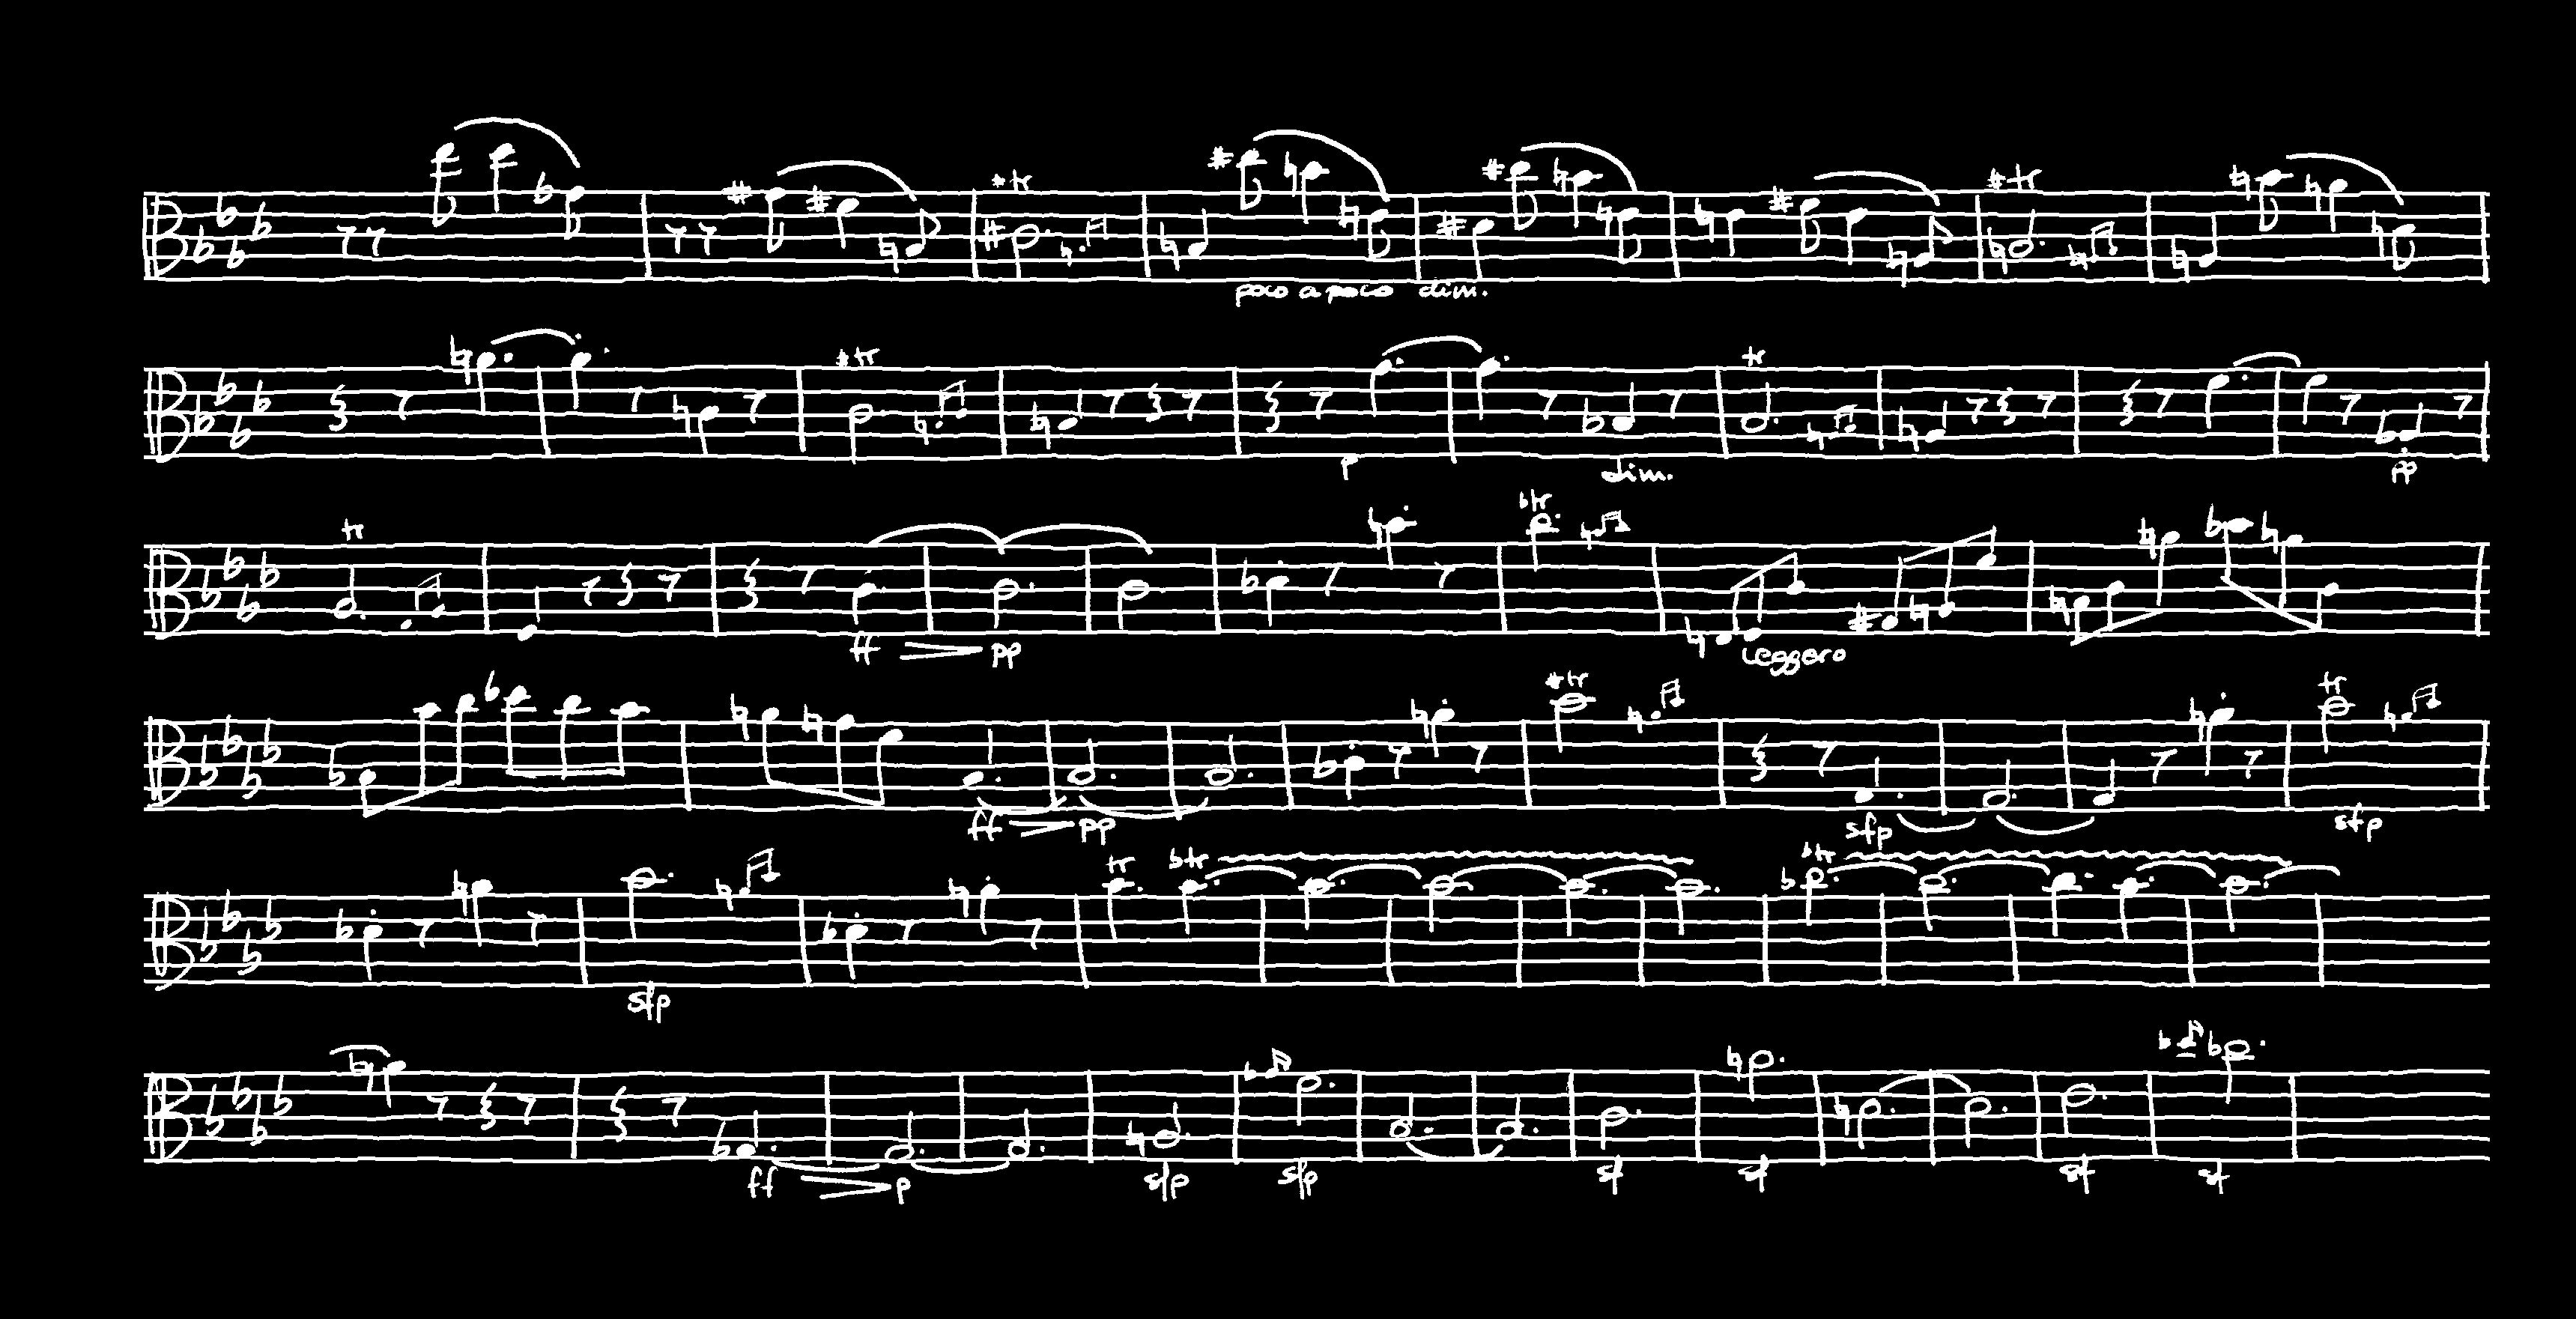 tr tr
poco a poco dim.
tr tr
p dim. pp
tr tr
ff pp leggero
tr tr
ff pp sfp sfp
tr tr tr
sfp
ff p sfp sfp sf sf sf sf